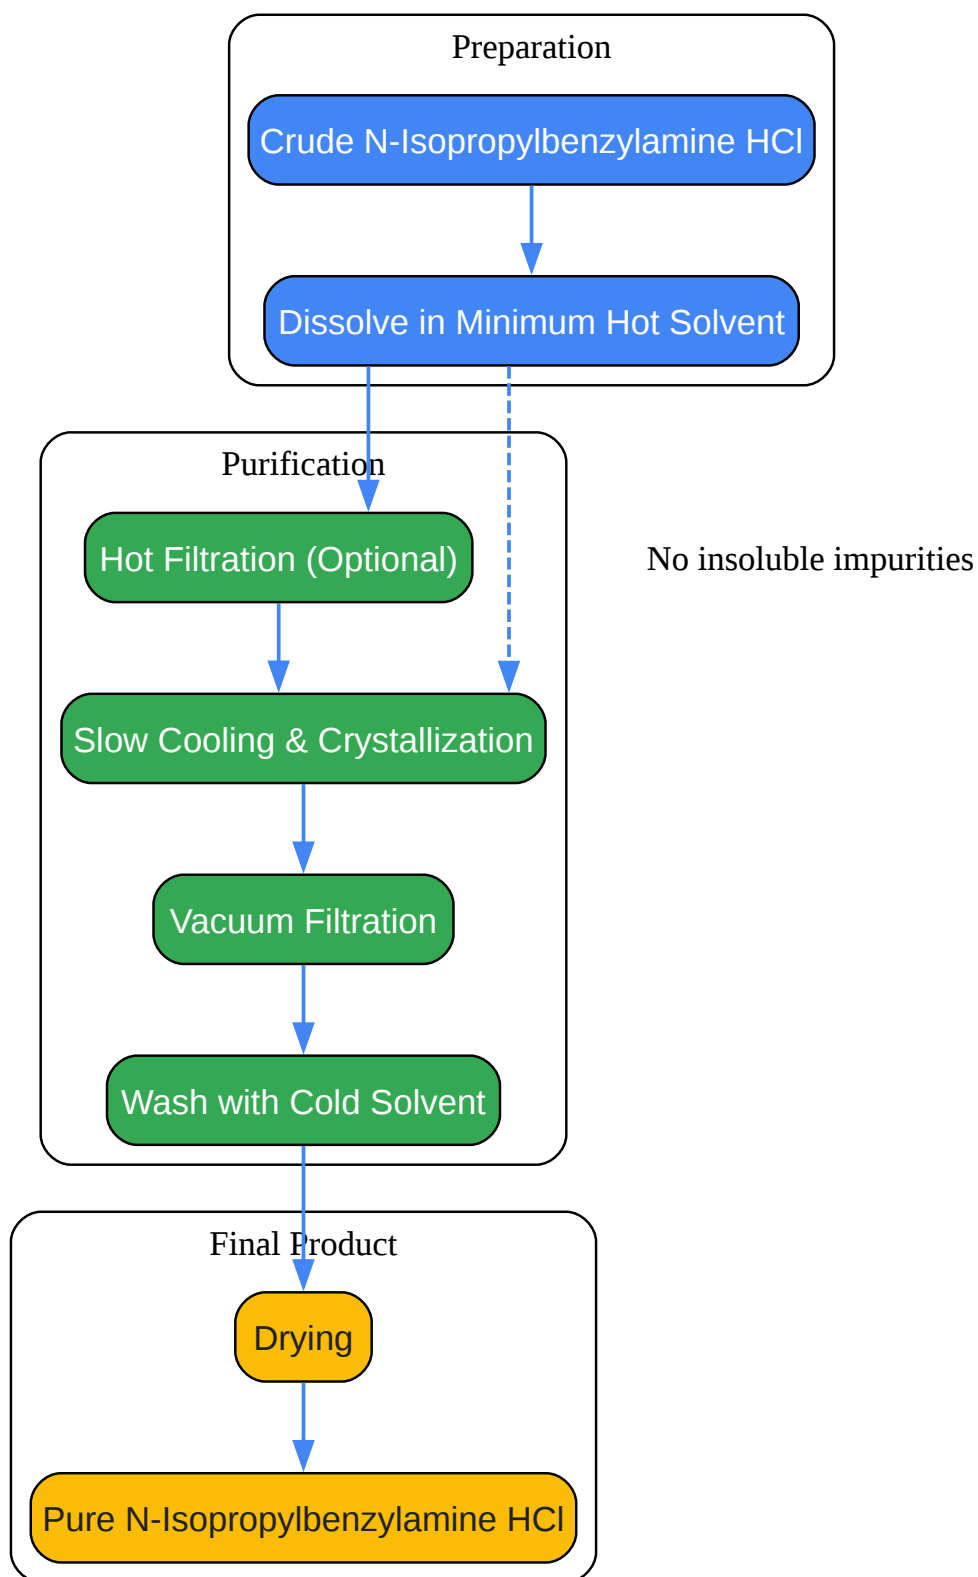 Preparation
Crude N-Isopropylbenzylamine HCl
Dissolve in Minimum Hot Solvent
Purification
Hot Filtration (Optional)
No insoluble impurities
Slow Cooling & Crystallization
Vacuum Filtration
Wash with Cold Solvent
Final Product
Drying
Pure N-Isopropylbenzylamine HCl